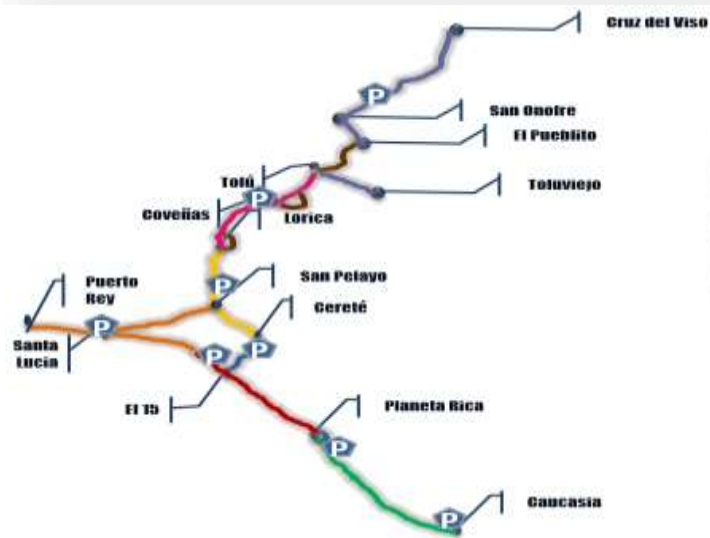 Cruz del Viso
P
San Onofre
El Pueblito
Tolú
Toluviejo
P
Coveñas
Lorica
P
San Pelayo
Puerto
Rey
Cereté
P
Santa
Lucia
P
P
El 15
Planeta Rica
P
Caucasia
P